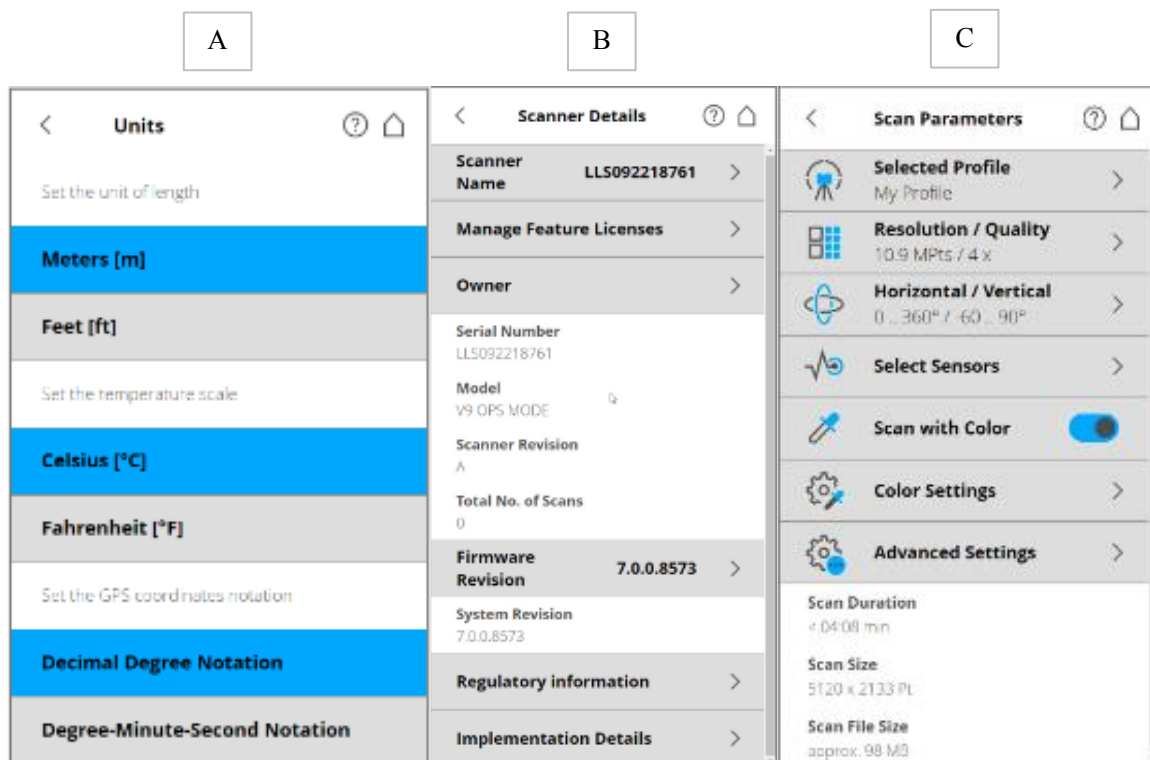 A
B
C
Units
Set the unit of length
Meters [m]
Feet [ft]
Set the temperature scale
Celsius [°C]
Fahrenheit [°F]
Set the GPS coordinates notation
Decimal Degree Notation
Degree-Minute-Second Notation
Scanner Details
Scanner
Name LLS092218761
Manage Feature Licenses
Owner
Serial Number
LLS092218761
Model
V9 OPS MODE
Scanner Revision
A
Total No. of Scans
0
Firmware
Revision 7.0.0.8573
System Revision
7.0.0.8573
Regulatory information
Implementation Details
Scan Parameters
Selected Profile
My Profile
Resolution / Quality
10.9 MPts / 4 x
Horizontal / Vertical
0 .. 360° / -60 .. 90°
Select Sensors
Scan with Color
Color Settings
Advanced Settings
Scan Duration
< 04:08 min
Scan Size
5120 x 2133 Pt
Scan File Size
approx. 98 MB